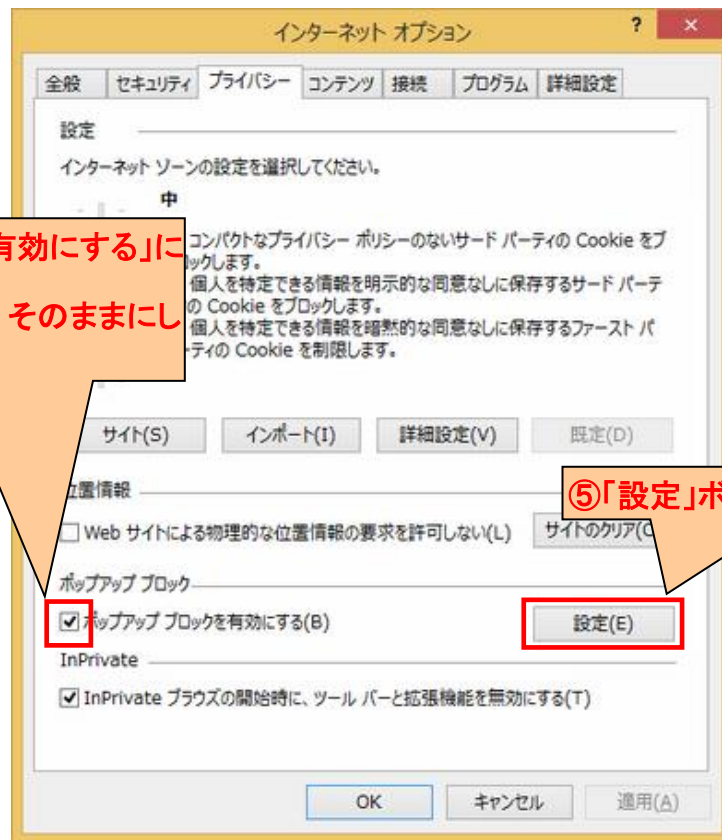 インターネット オプション
?
×
全般 セキュリティ プライバシー コンテンツ 接続 プログラム 詳細設定
設定
インターネット ゾーンの設定を選択してください。
中
コンパクトなプライバシー ポリシーのないサード パーティの Cookie をブ
ックします。
個人を特定できる情報を明示的な同意なしに保存するサード パーテ
の Cookie をブロックします。
個人を特定できる情報を暗黙的な同意なしに保存するファースト パ
ーティの Cookie を制限します。
有効にする」に
そのままにし
サイト(S) インポート(I) 詳細設定(V) 既定(D)
位置情報
⑤「設定」ボ
Web サイトによる物理的な位置情報の要求を許可しない(L) サイトのクリア(C
ポップアップ ブロック
ポップアップ ブロックを有効にする(B) 設定(E)
InPrivate
InPrivate ブラウズの開始時に、ツール バーと拡張機能を無効にする(T)
OK キャンセル 適用(A)